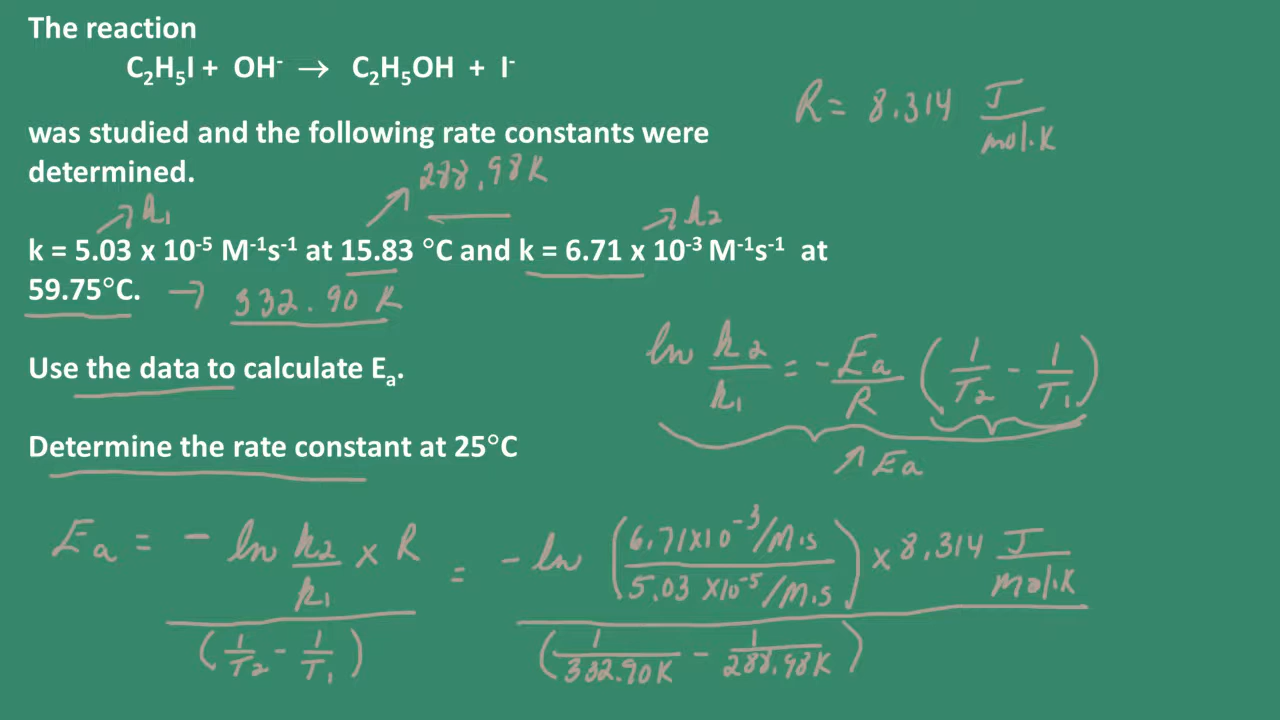 The reaction
C₂H₅I + OH⁻ → C₂H₅OH + I⁻
R = 8.314 J/mol.K
was studied and the following rate constants were
determined.
288.98 K
k₁
k₂
k = 5.03 x 10⁻⁵ M⁻¹s⁻¹ at 15.83 °C and k = 6.71 x 10⁻³ M⁻¹s⁻¹ at
59.75°C. → 332.90 K
ln k₂/k₁ = - Ea/R (1/T₂ - 1/T₁)
Use the data to calculate Eₐ.
Determine the rate constant at 25°C
↗ Ea
Ea = - ln k₂/k₁ x R / (1/T₂ - 1/T₁) = - ln (6.71x10⁻³/M.s / 5.03 x10⁻⁵/M.s) x 8.314 J/mol.K / (1/332.90K - 1/288.98K)